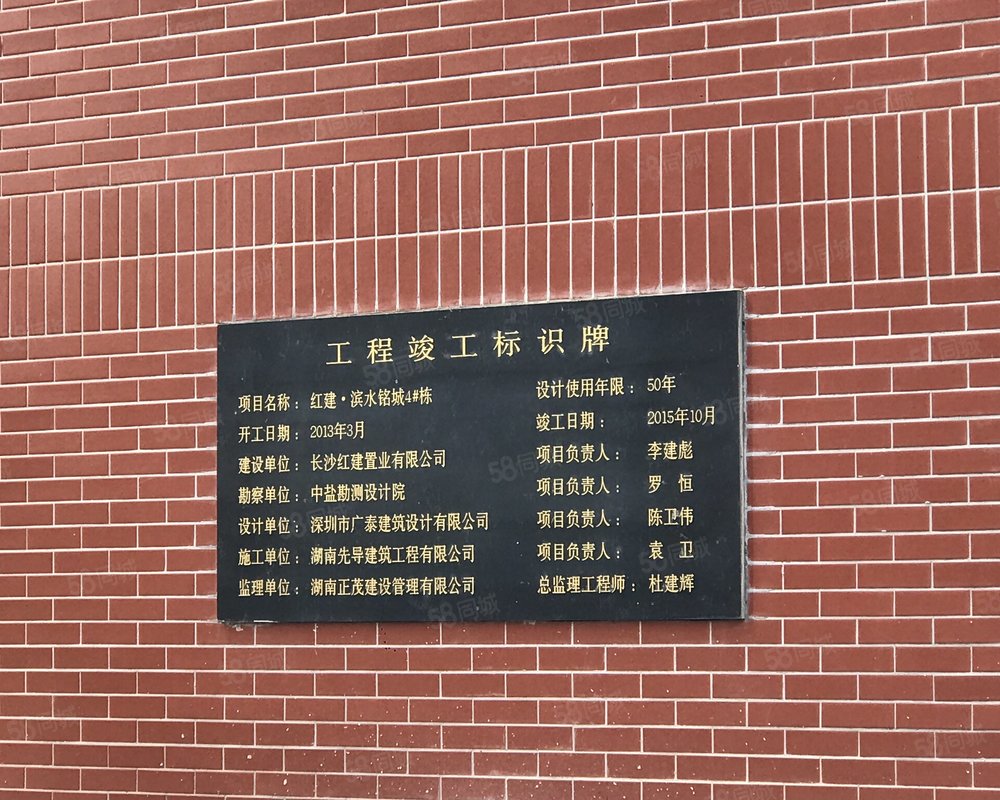 工程竣工标识牌
项目名称：红建·滨水铭城4#栋 设计使用年限：50年
开工日期：2013年3月 竣工日期：2015年10月
建设单位：长沙红建置业有限公司 项目负责人：李建彪
勘察单位：中盐勘测设计院 项目负责人：罗恒
设计单位：深圳市广泰建筑设计有限公司 项目负责人：陈卫伟
施工单位：湖南先导建筑工程有限公司 项目负责人：袁卫
监理单位：湖南正茂建设管理有限公司 总监理工程师：杜建辉
58同城